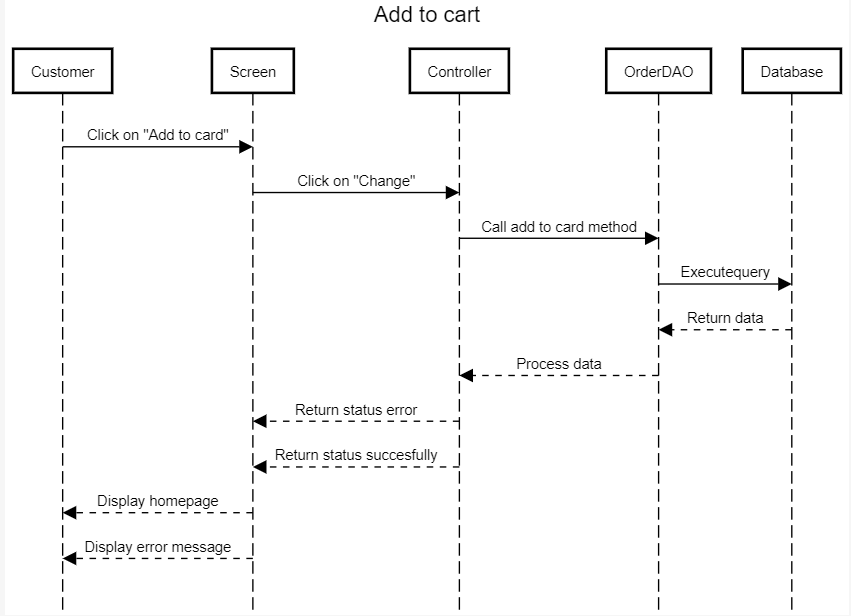 Add to cart
Customer
Screen
Controller
OrderDAO
Database
Click on "Add to card"
Click on "Change"
Call add to card method
Executequery
Return data
Process data
Return status error
Return status succesfully
Display homepage
Display error message